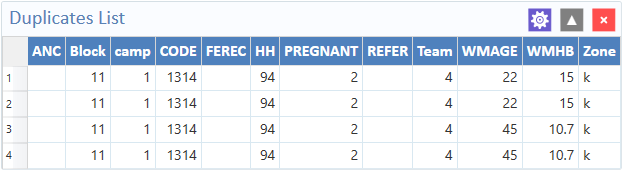 Duplicates List
ANC Block camp CODE FEREC HH PREGNANT REFER Team WMAGE WMHB Zone
1 11 1 1314 94 2 4 22 15 k
2 11 1 1314 94 2 4 22 15 k
3 11 1 1314 94 2 4 45 10.7 k
4 11 1 1314 94 2 4 45 10.7 k